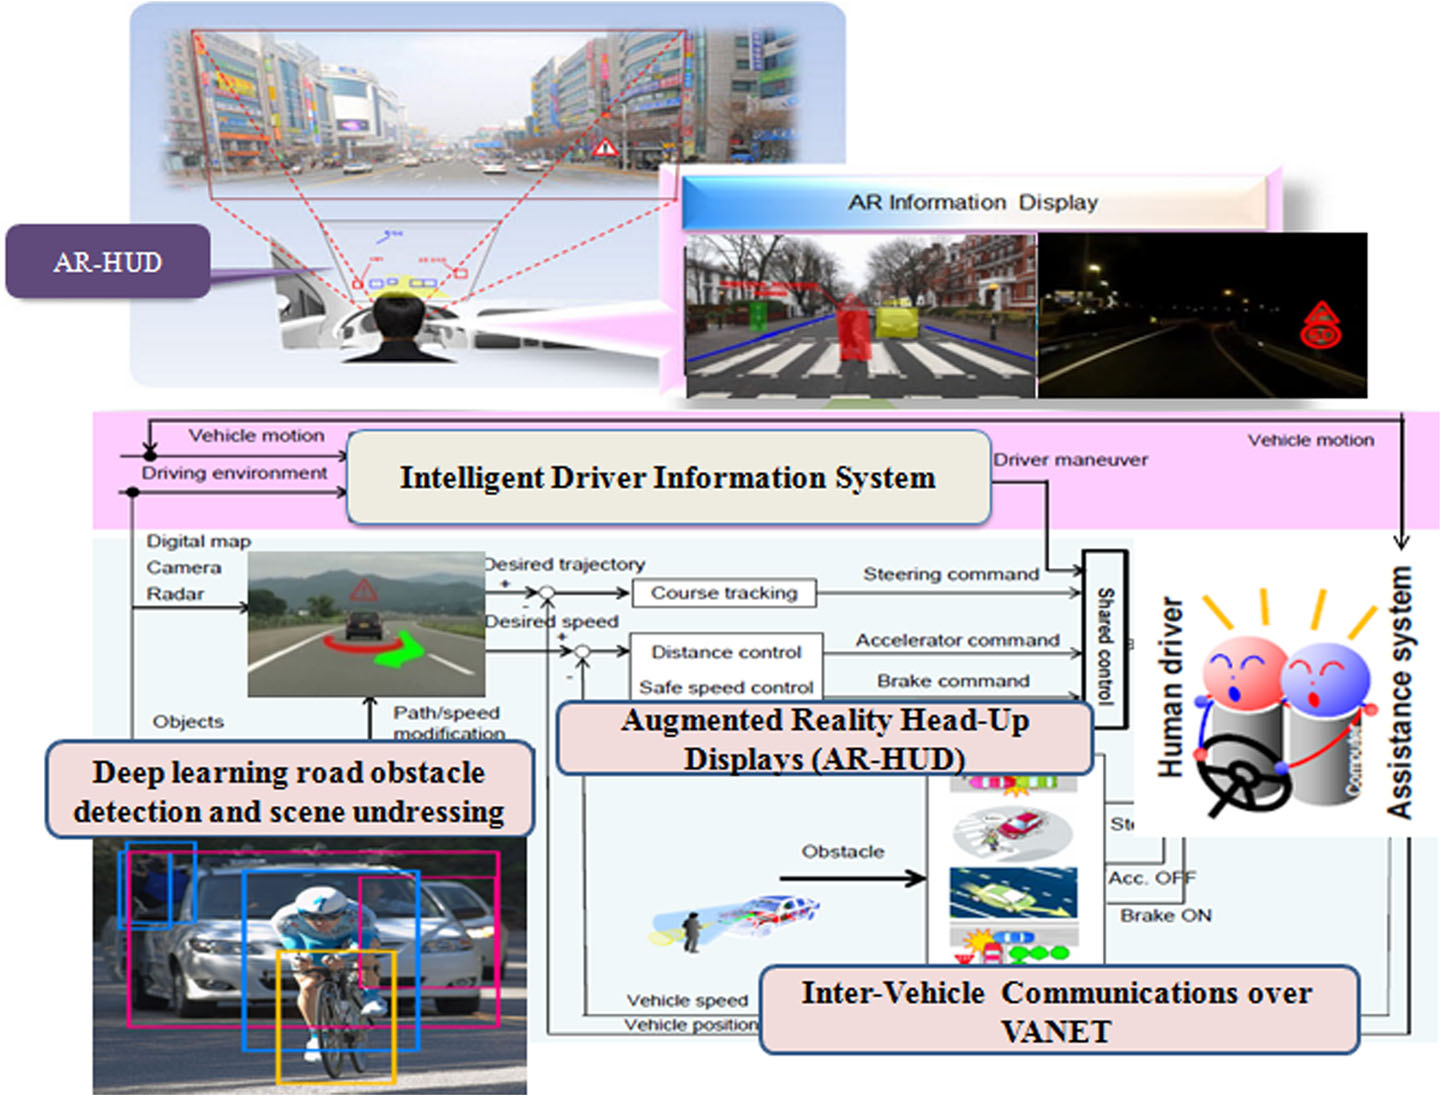 AR-HUD
AR Information Display
Vehicle motion
Driving environment
Intelligent Driver Information System
Driver maneuver
Vehicle motion
Digital map
Camera
Radar
Desired trajectory
+
-
Desired speed
+
-
Course tracking
Steering command
Distance control
Safe speed control
Accelerator command
Brake command
Shared control
Human driver
Computer
Assistance system
Objects
Path/speed
modification
Deep learning road obstacle
detection and scene undressing
Augmented Reality Head-Up
Displays (AR-HUD)
Obstacle
Acc. OFF
Brake ON
Vehicle speed
Vehicle position
Inter-Vehicle Communications over
VANET